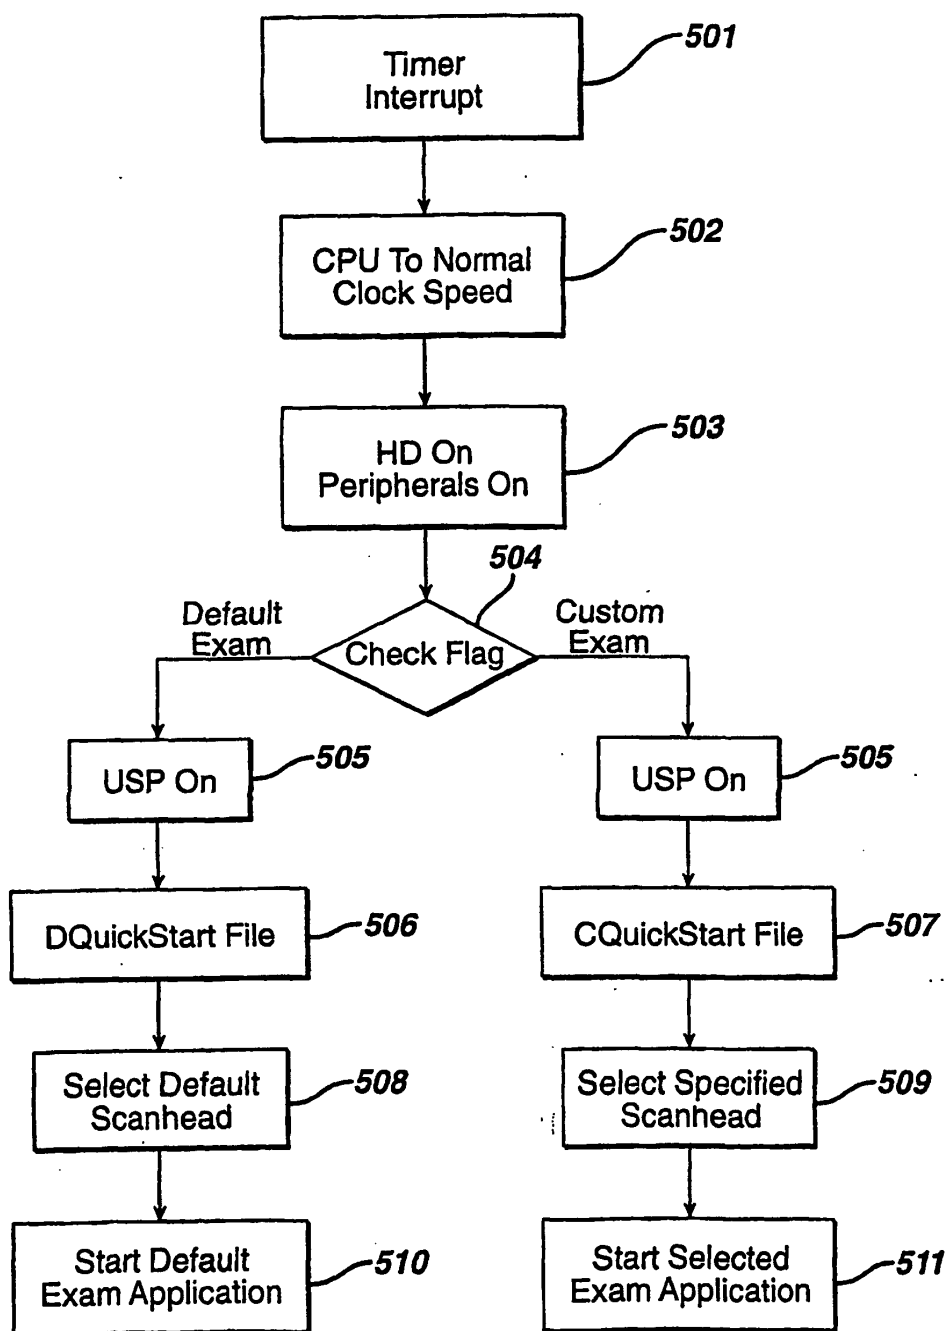 Timer
Interrupt
501
CPU To Normal
Clock Speed
502
HD On
Peripherals On
503
504
Default
Exam
Check Flag
Custom
Exam
USP On
505
USP On
505
DQuickStart File
506
CQuickStart File
507
Select Default
Scanhead
508
Select Specified
Scanhead
509
Start Default
Exam Application
510
Start Selected
Exam Application
511